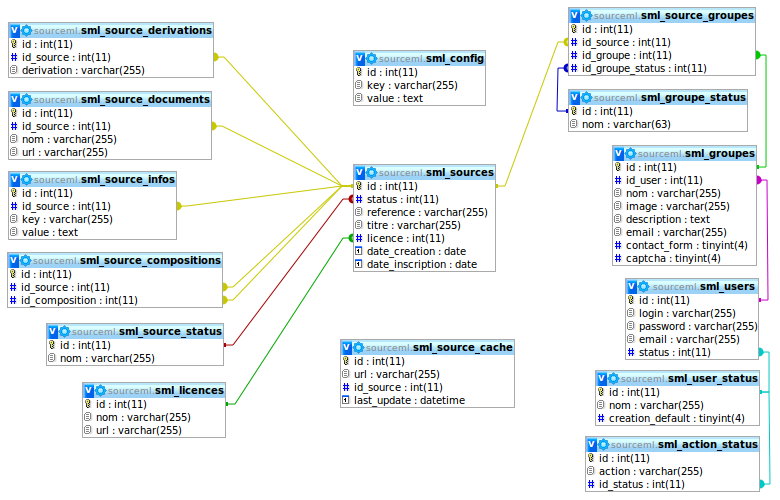 sourceml.sml_source_derivations
id : int(11)
id_source : int(11)
derivation : varchar(255)
sourceml.sml_source_documents
id : int(11)
id_source : int(11)
nom : varchar(255)
url : varchar(255)
sourceml.sml_source_infos
id : int(11)
id_source : int(11)
key : varchar(255)
value : text
sourceml.sml_source_compositions
id : int(11)
id_source : int(11)
id_composition : int(11)
sourceml.sml_source_status
id : int(11)
nom : varchar(255)
sourceml.sml_licences
id : int(11)
nom : varchar(255)
url : varchar(255)
sourceml.sml_config
id : int(11)
key : varchar(255)
value : text
sourceml.sml_sources
id : int(11)
status : int(11)
reference : varchar(255)
titre : varchar(255)
licence : int(11)
date_creation : date
date_inscription : date
sourceml.sml_source_cache
id : int(11)
url : varchar(255)
id_source : int(11)
last_update : datetime
sourceml.sml_source_groupes
id : int(11)
id_source : int(11)
id_groupe : int(11)
id_groupe_status : int(11)
sourceml.sml_groupe_status
id : int(11)
nom : varchar(63)
sourceml.sml_groupes
id : int(11)
id_user : int(11)
nom : varchar(255)
image : varchar(255)
description : text
email : varchar(255)
contact_form : tinyint(4)
captcha : tinyint(4)
sourceml.sml_users
id : int(11)
login : varchar(255)
password : varchar(255)
email : varchar(255)
status : int(11)
sourceml.sml_user_status
id : int(11)
nom : varchar(255)
creation_default : tinyint(4)
sourceml.sml_action_status
id : int(11)
action : varchar(255)
id_status : int(11)